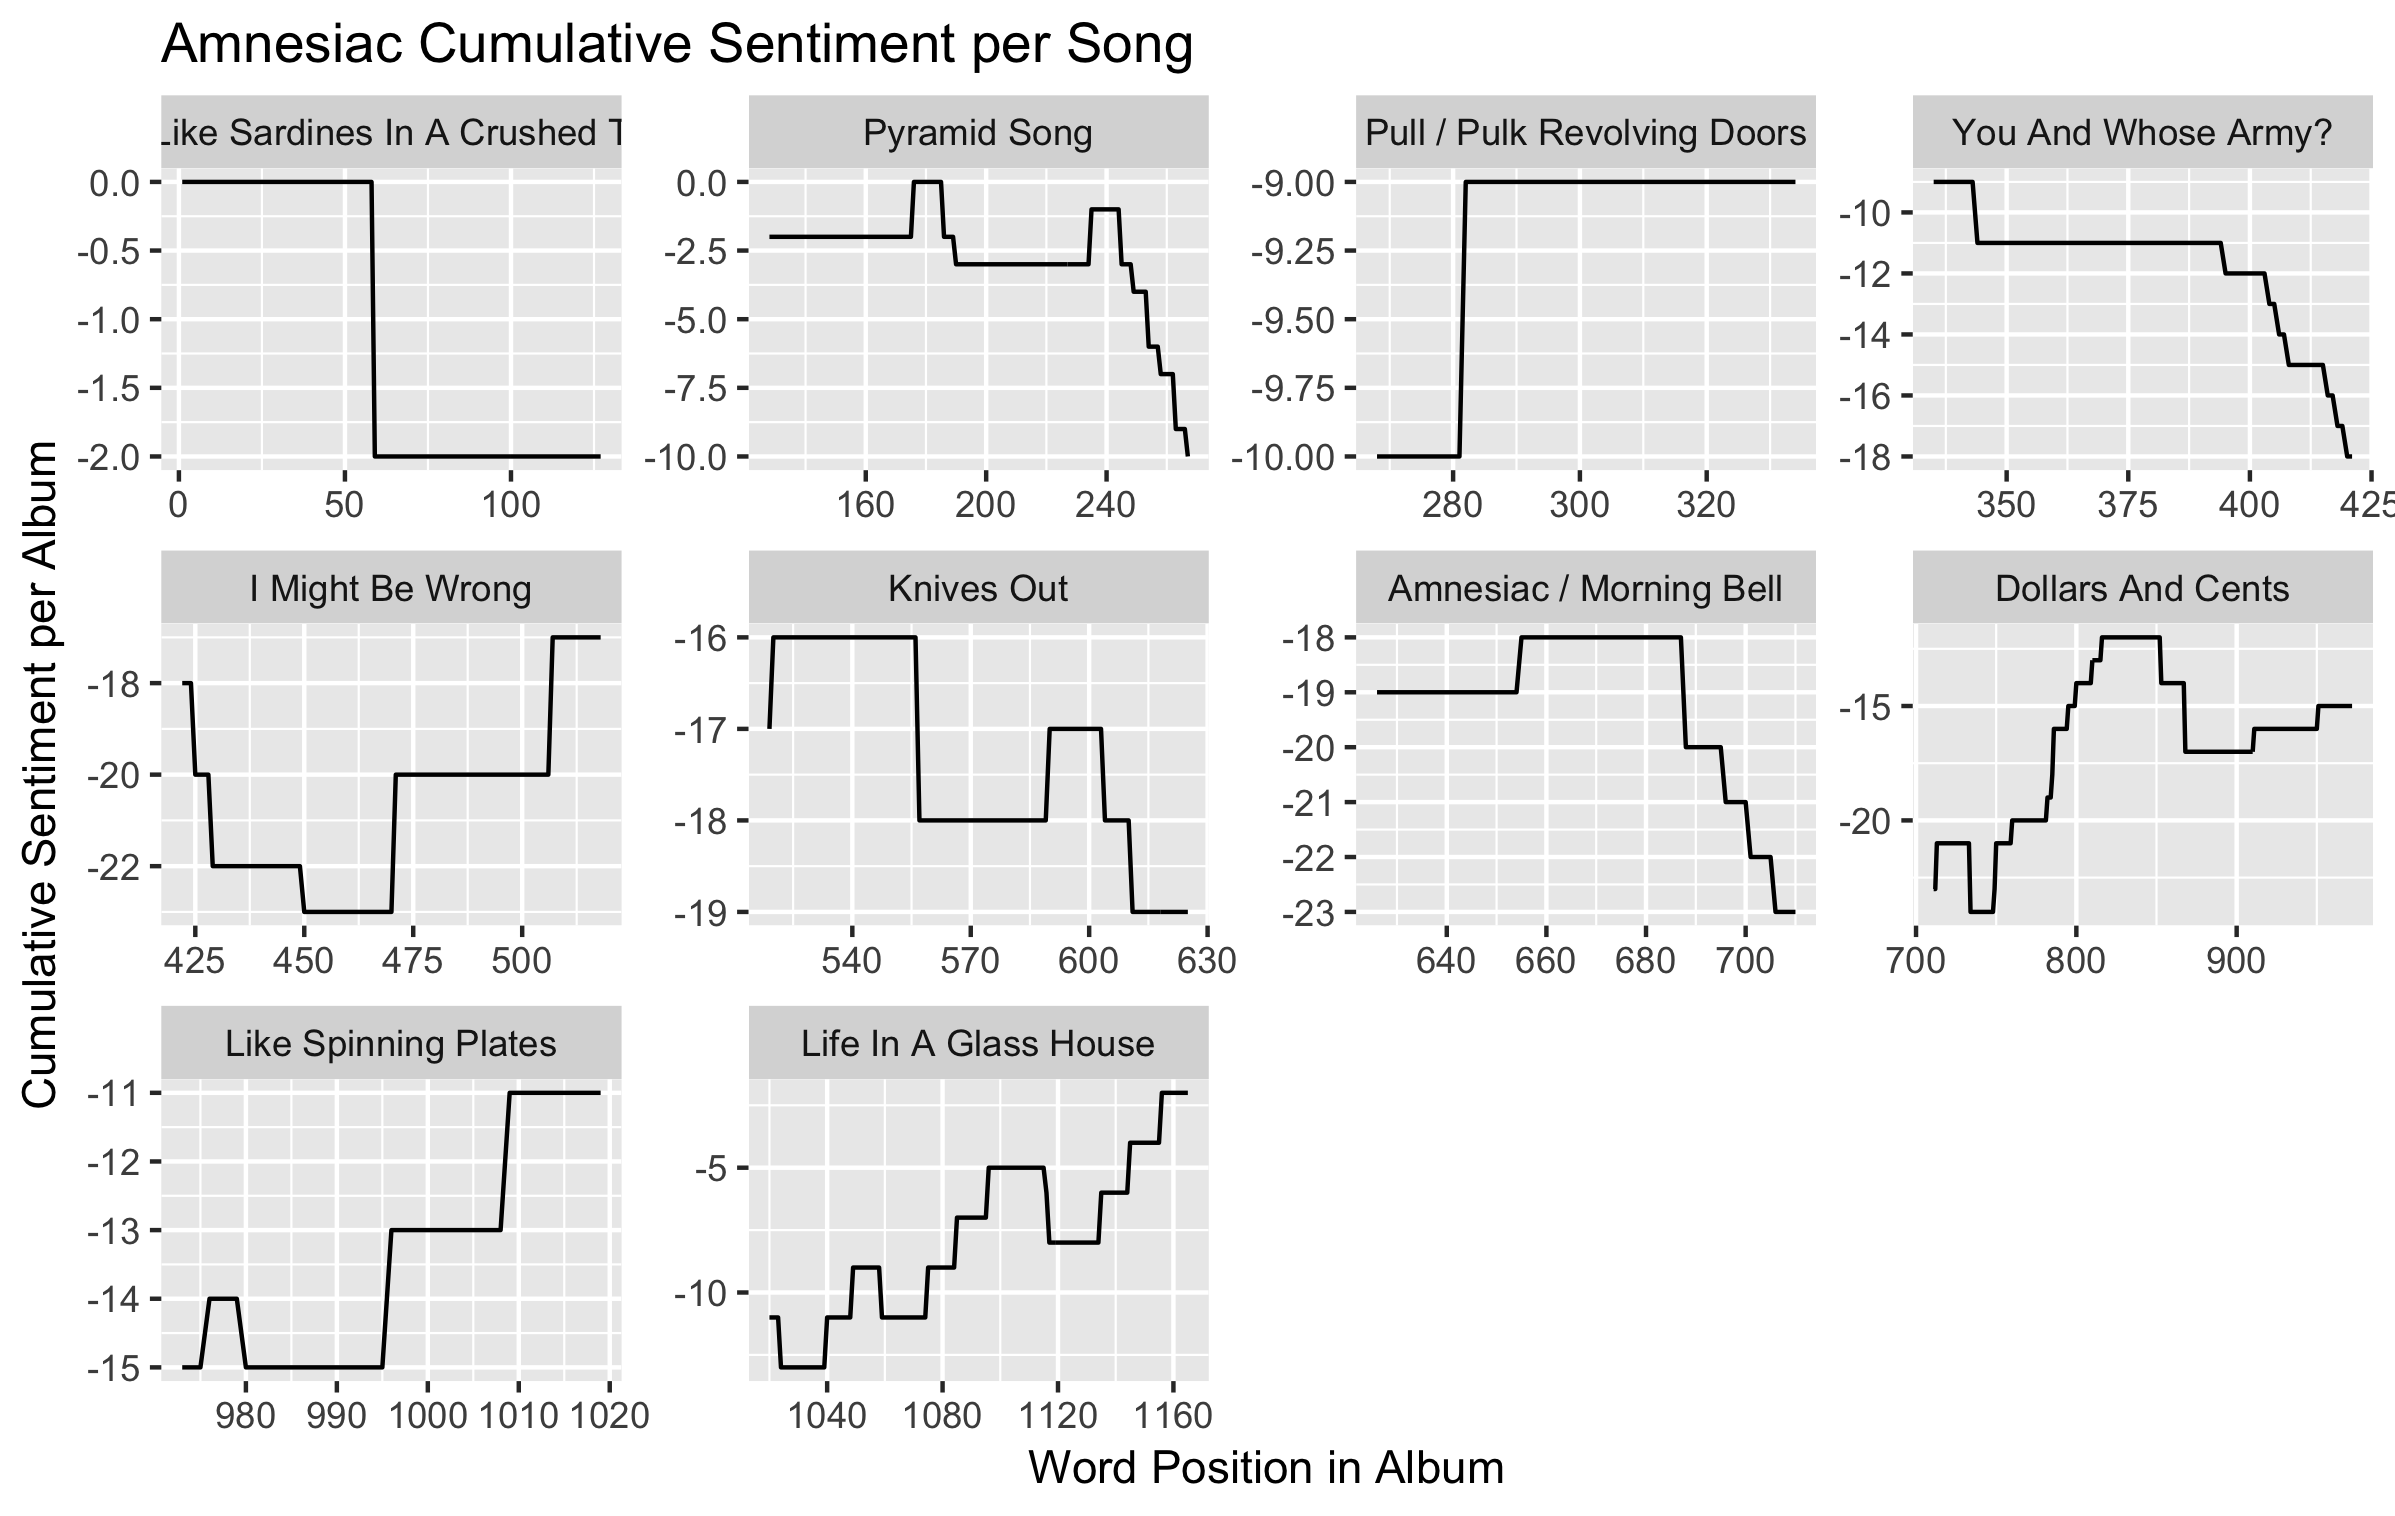 Amnesiac Cumulative Sentiment per Song
Like Sardines In A Crushed T
0.0
-0.5
-1.0
-1.5
-2.0
0 50 100
Pyramid Song
0.0
-2.5
-5.0
-7.5
-10.0
160 200 240
Pull / Pulk Revolving Doors
-9.00
-9.25
-9.50
-9.75
-10.00
280 300 320
You And Whose Army?
-10
-12
-14
-16
-18
350 375 400 425
I Might Be Wrong
-18
-20
-22
425 450 475 500
Knives Out
-16
-17
-18
-19
540 570 600 630
Amnesiac / Morning Bell
-18
-19
-20
-21
-22
-23
640 660 680 700
Dollars And Cents
-15
-20
700 800 900
Like Spinning Plates
-11
-12
-13
-14
-15
980 990 1000 1010 1020
Life In A Glass House
-5
-10
1040 1080 1120 1160
Cumulative Sentiment per Album
Word Position in Album